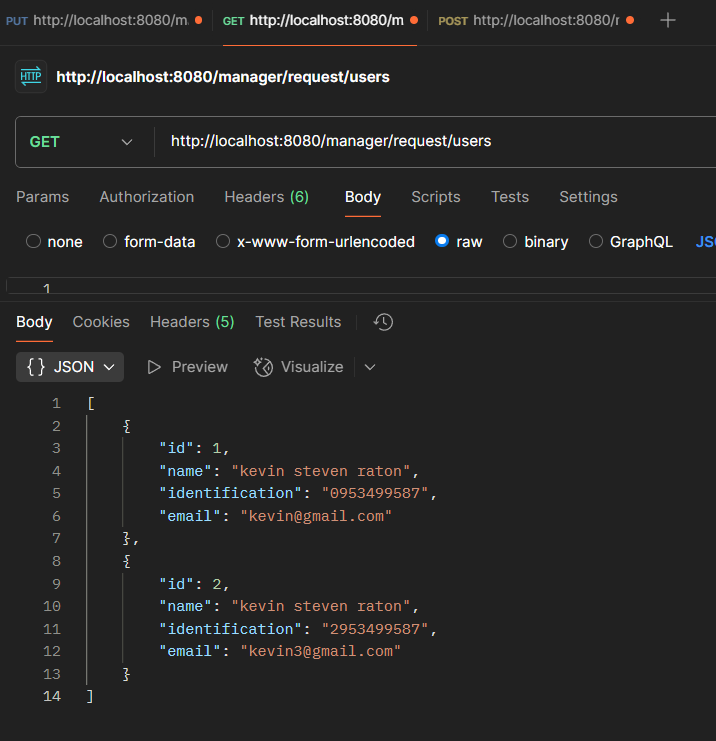 PUT http://localhost:8080/m GET http://localhost:8080/m POST http://localhost:8080/r
HTTP http://localhost:8080/manager/request/users
GET http://localhost:8080/manager/request/users
Params Authorization Headers (6) Body Scripts Tests Settings
none form-data x-www-form-urlencoded raw binary GraphQL JS
1
Body Cookies Headers (5) Test Results
{} JSON Preview Visualize
1 [
2 {
3 "id": 1,
4 "name": "kevin steven raton",
5 "identification": "0953499587",
6 "email": "kevin@gmail.com"
7 },
8 {
9 "id": 2,
10 "name": "kevin steven raton",
11 "identification": "2953499587",
12 "email": "kevin3@gmail.com"
13 }
14 ]